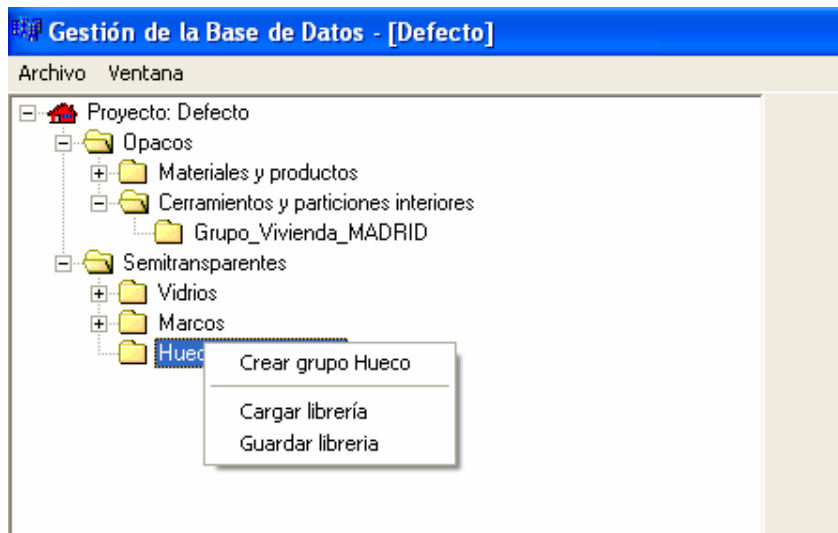 Gestión de la Base de Datos - [Defecto]
Archivo Ventana
Proyecto: Defecto
Opacos
Materiales y productos
Cerramientos y particiones interiores
Grupo_Vivienda_MADRID
Semitransparentes
Vidrios
Marcos
Crear grupo Hueco
Cargar librería
Guardar libreria